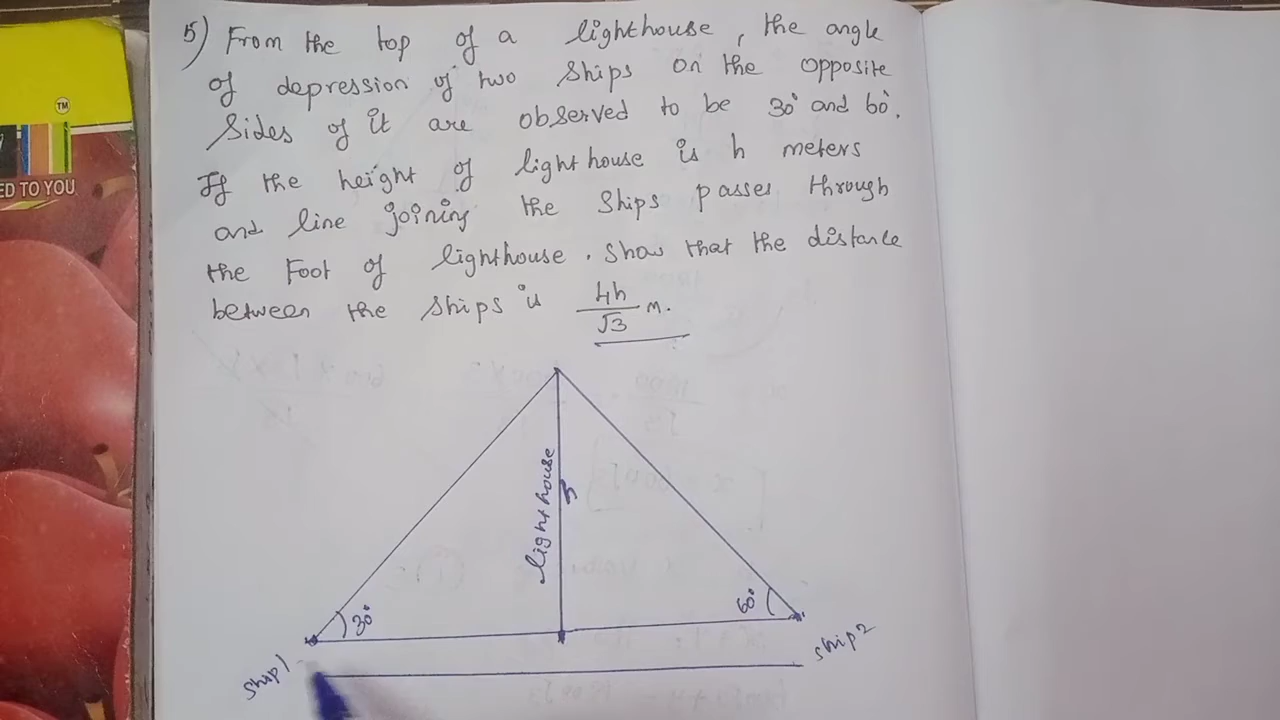 TM
ED TO YOU
5) From the top of a lighthouse, the angle
of depression of two ships on the opposite
sides of it are observed to be 30° and 60°.
If the height of lighthouse is h meters
and line joining the ships passes through
the Foot of lighthouse. Show that the distance
between the ships is 4h/√3 m.
lighthouse
h
30°
60°
ship1
ship2